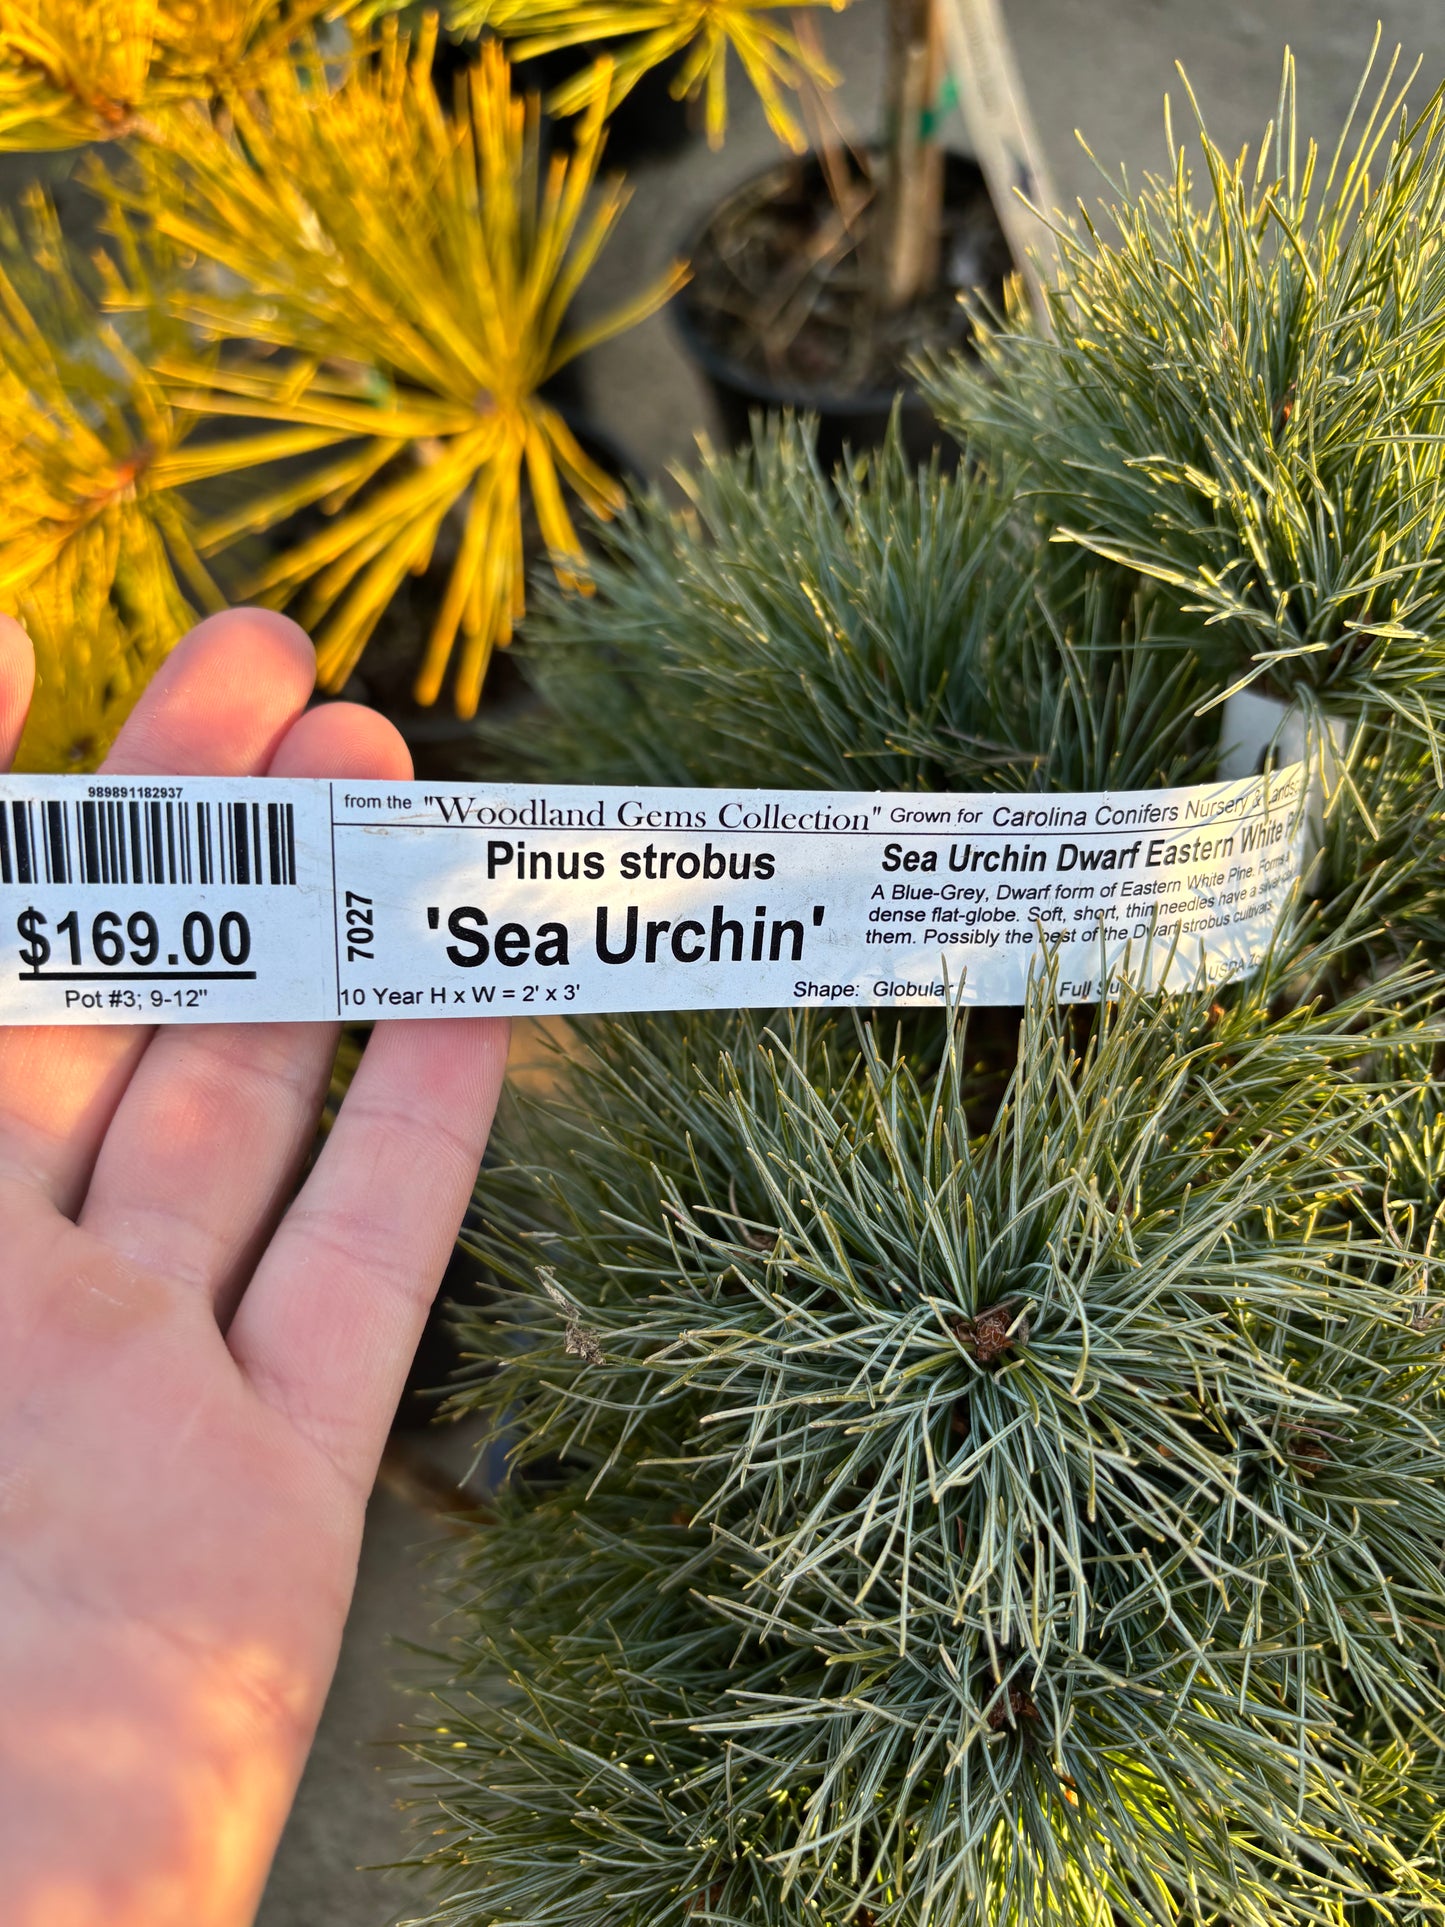 989891182937
$169.00
Pot #3; 9-12"
7027
from the "Woodland Gems Collection" Grown for Carolina Conifers Nursery &
Pinus strobus
'Sea Urchin'
10 Year H x W = 2' x 3'
Sea Urchin Dwarf Eastern White
A Blue-Grey, Dwarf form of Eastern White Pine. Forms a
dense flat-globe. Soft, short, thin needles have a
them. Possibly the best of the Dwarf strobus cultivars
Shape: Globular
Full
USDA